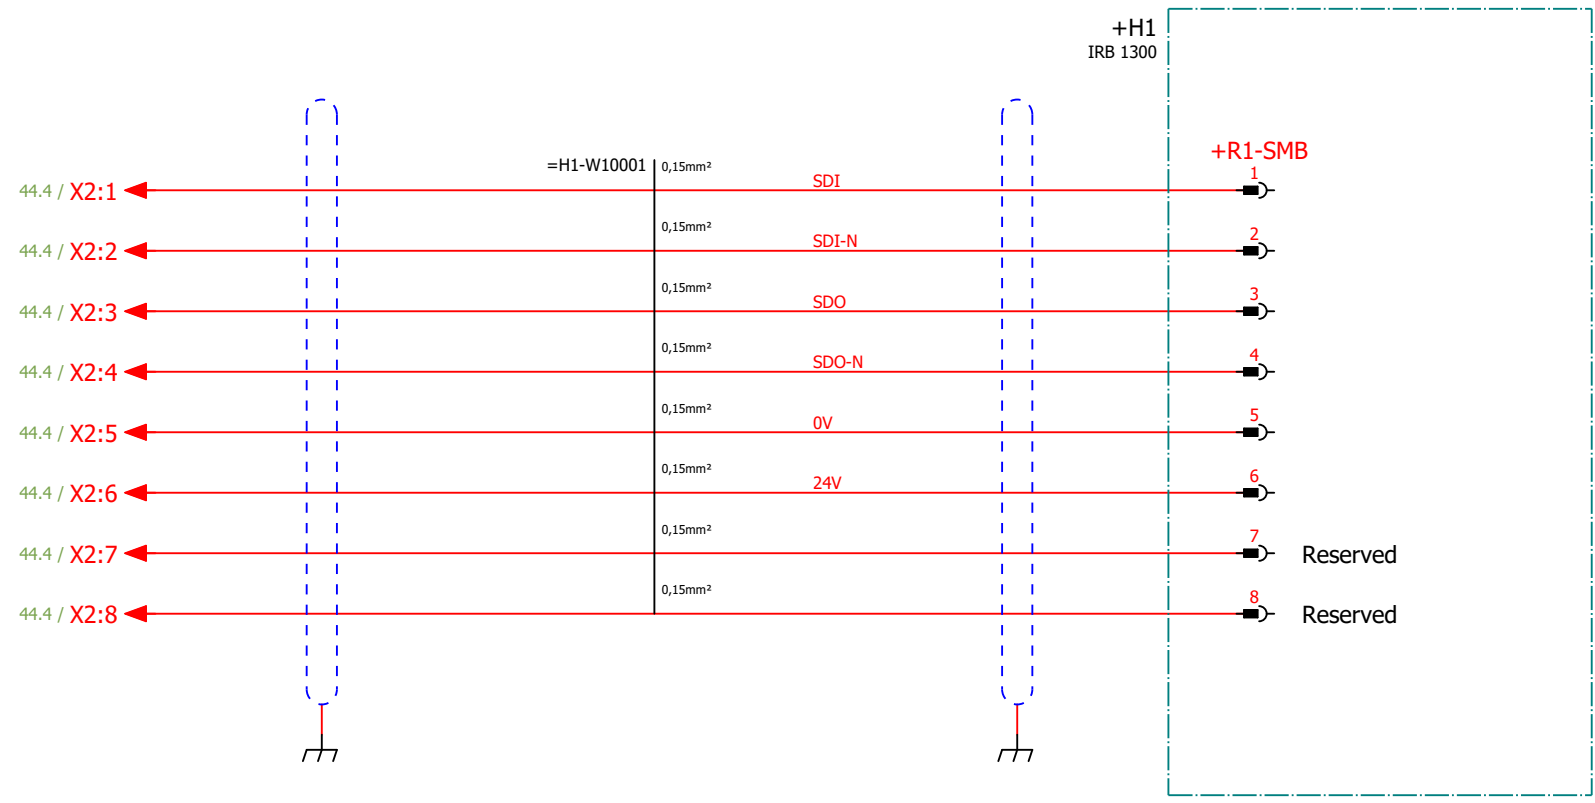 +H1
IRB 1300
+R1-SMB
=H1-W10001
0,15mm²
44.4 / X2:1
SDI
1
0,15mm²
44.4 / X2:2
SDI-N
2
0,15mm²
44.4 / X2:3
SDO
3
0,15mm²
44.4 / X2:4
SDO-N
4
0,15mm²
44.4 / X2:5
0V
5
0,15mm²
44.4 / X2:6
24V
6
0,15mm²
44.4 / X2:7
7
Reserved
0,15mm²
44.4 / X2:8
8
Reserved